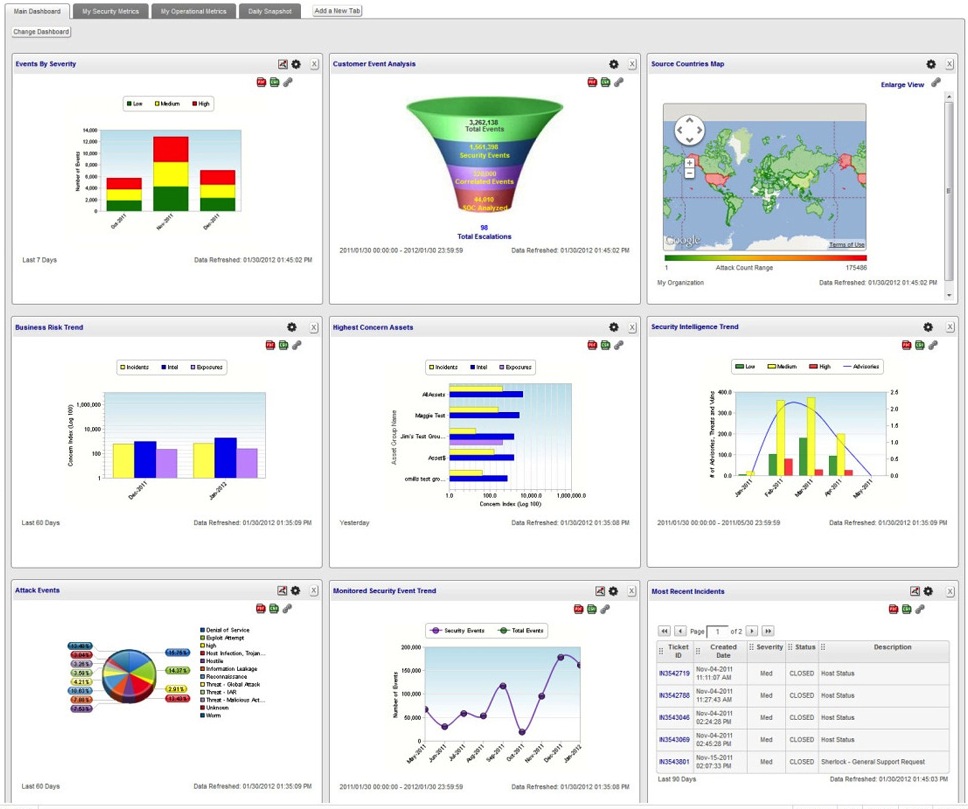 Main Dashboard
My Security Metrics
My Operational Metrics
Daily Snapshot
Add a New Tab
Change Dashboard
Events By Severity
Low Medium High
Number of Events
14,000
12,000
10,000
8,000
6,000
4,000
2,000
0
Oct-2011 Nov-2011 Dec-2011
Last 7 Days
Data Refreshed: 01/30/2012 01:45:02 PM
Customer Event Analysis
3,262,138
Total Events
1,561,398
Security Events
Correlated Events
44,010
SOC Analyzed
98
Total Escalations
2011/01/30 00:00:00 - 2012/01/30 23:59:59
Data Refreshed: 01/30/2012 01:45:02 PM
Source Countries Map
Enlarge View
Google
Terms of Use
1 Attack Count Range 175486
My Organization
Data Refreshed: 01/30/2012 01:45:02 PM
Business Risk Trend
Incidents Intel Exposures
Concern Index (Log 100)
1,000,000
10,000
100
1
Dec-2011 Jan-2012
Last 60 Days
Data Refreshed: 01/30/2012 01:35:09 PM
Highest Concern Assets
Incidents Intel Exposures
Asset Group Name
AllAssets
Maggie Test
Jim's Test Grou...
Asset$
omills test gro...
1.0 100.0 10,000.0 1,000,000.0
Concern Index (Log 100)
Yesterday
Data Refreshed: 01/30/2012 01:35:08 PM
Security Intelligence Trend
Low Medium High Advisories
# of Advisories, Threats and Vulns
400.0
300.0
200.0
100.0
0.0
2.5
2.0
1.5
1.0
0.5
0.0
Jan-2011 Feb-2011 Mar-2011 Apr-2011 May-2011
2011/01/30 00:00:00 - 2011/05/30 23:59:59
Data Refreshed: 01/30/2012 01:35:09 PM
Attack Events
14.37%
2.91%
4.21%
Denial of Service
Exploit Attempt
high
Host Infection, Trojan...
Hostile
Information Leakage
Reconnaissance
Threat - Global Attack
Threat - IAR
Threat - Malicious Act...
Unknown
Worm
Last 60 Days
Data Refreshed: 01/30/2012 01:35:09 PM
Monitored Security Event Trend
Security Events Total Events
Number of Events
200,000
150,000
100,000
50,000
0
May-2011 Jun-2011 Jul-2011 Aug-2011 Sep-2011 Oct-2011 Nov-2011 Dec-2011 Jan-2012
2011/01/30 00:00:00 - 2012/01/30 23:59:59
Data Refreshed: 01/30/2012 01:35:08 PM
Most Recent Incidents
Page 1 of 2
Ticket ID Created Date Severity Status Description
IN3542719 Nov-04-2011 11:11:07 AM Med CLOSED Host Status
IN3542788 Nov-04-2011 11:27:43 AM Med CLOSED Host Status
IN3543046 Nov-04-2011 02:24:28 PM Med CLOSED Host Status
IN3543069 Nov-04-2011 02:45:28 PM Med CLOSED Host Status
IN3543801 Nov-15-2011 02:07:33 PM Med CLOSED Sherlock - General Support Request
Last 90 Days
Data Refreshed: 01/30/2012 01:45:03 PM